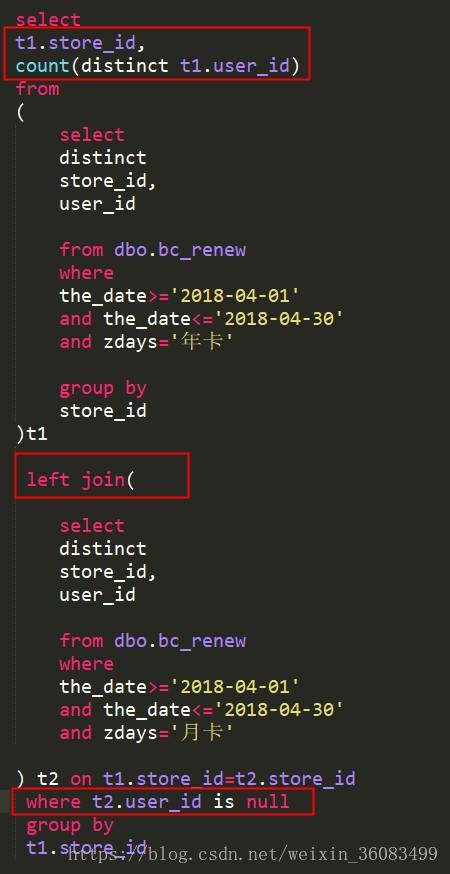 select
t1.store_id,
count(distinct t1.user_id)
from
(
select
distinct
store_id,
user_id
from dbo.bc_renew
where
the_date>='2018-04-01'
and the_date<='2018-04-30'
and zdays='年卡'
group by
store_id
)t1
left join(
select
distinct
store_id,
user_id
from dbo.bc_renew
where
the_date>='2018-04-01'
and the_date<='2018-04-30'
and zdays='月卡'
) t2 on t1.store_id=t2.store_id
where t2.user_id is null
group by
t1.store_id
https://blog.csdn.net/weixin_36083499